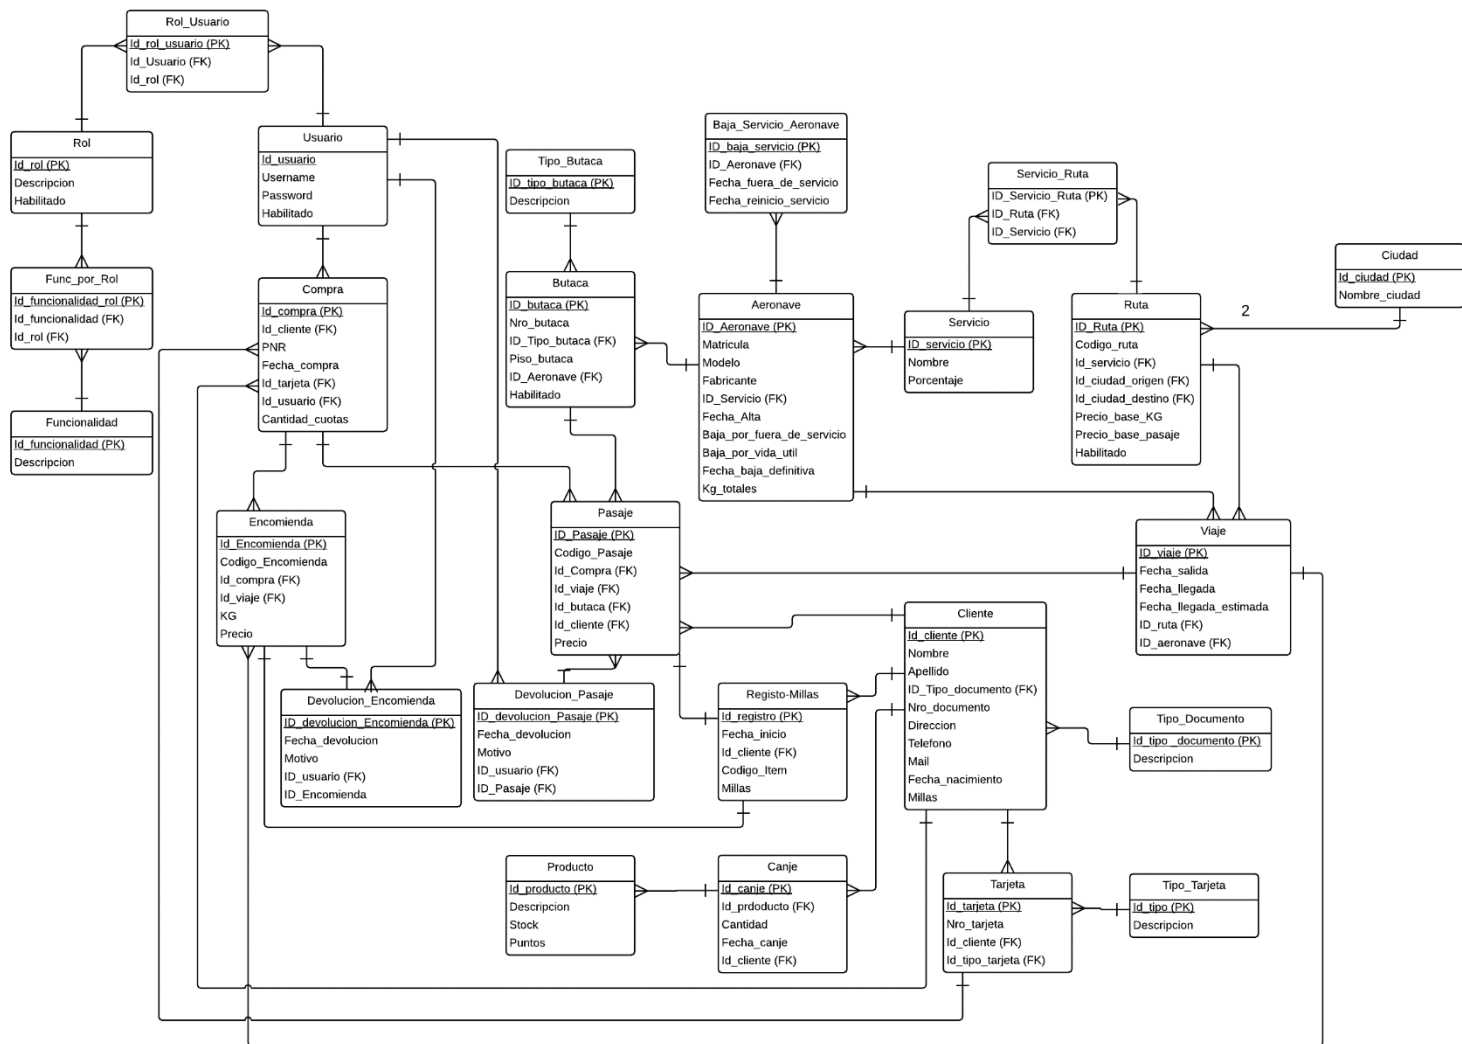 Rol_Usuario
Id_rol_usuario (PK)
Id_Usuario (FK)
Id_rol (FK)
Rol
Id_rol (PK)
Descripcion
Habilitado
Usuario
Id_usuario
Username
Password
Habilitado
Tipo_Butaca
ID_tipo_butaca (PK)
Descripcion
Baja_Servicio_Aeronave
ID_baja_servicio (PK)
ID_Aeronave (FK)
Fecha_fuera_de_servicio
Fecha_reinicio_servicio
Servicio_Ruta
ID_Servicio_Ruta (PK)
ID_Ruta (FK)
ID_Servicio (FK)
Ciudad
Id_ciudad (PK)
Nombre_ciudad
2
Func_por_Rol
Id_funcionalidad_rol (PK)
Id_funcionalidad (FK)
Id_rol (FK)
Compra
Id_compra (PK)
Id_cliente (FK)
PNR
Fecha_compra
Id_tarjeta (FK)
Id_usuario (FK)
Cantidad_cuotas
Butaca
ID_butaca (PK)
Nro_butaca
ID_Tipo_butaca (FK)
Piso_butaca
ID_Aeronave (FK)
Habilitado
Aeronave
ID_Aeronave (PK)
Matricula
Modelo
Fabricante
ID_Servicio (FK)
Fecha_Alta
Baja_por_fuera_de_servicio
Baja_por_vida_util
Fecha_baja_definitiva
Kg_totales
Servicio
ID_servicio (PK)
Nombre
Porcentaje
Ruta
ID_Ruta (PK)
Codigo_ruta
Id_servicio (FK)
Id_ciudad_origen (FK)
Id_ciudad_destino (FK)
Precio_base_KG
Precio_base_pasaje
Habilitado
Funcionalidad
Id_funcionalidad (PK)
Descripcion
Encomienda
Id_Encomienda (PK)
Codigo_Encomienda
Id_compra (FK)
Id_viaje (FK)
KG
Precio
Pasaje
ID_Pasaje (PK)
Codigo_Pasaje
Id_Compra (FK)
Id_viaje (FK)
Id_butaca (FK)
Id_cliente (FK)
Precio
Viaje
ID_viaje (PK)
Fecha_salida
Fecha_llegada
Fecha_llegada_estimada
ID_ruta (FK)
ID_aeronave (FK)
Cliente
Id_cliente (PK)
Nombre
Apellido
ID_Tipo_documento (FK)
Nro_documento
Direccion
Telefono
Mail
Fecha_nacimiento
Millas
Devolucion_Encomienda
ID_devolucion_Encomienda (PK)
Fecha_devolucion
Motivo
ID_usuario (FK)
ID_Encomienda
Devolucion_Pasaje
ID_devolucion_Pasaje (PK)
Fecha_devolucion
Motivo
ID_usuario (FK)
ID_Pasaje (FK)
Registo-Millas
Id_registro (PK)
Fecha_inicio
Id_cliente (FK)
Codigo_Item
Millas
Tipo_Documento
Id_tipo _documento (PK)
Descripcion
Producto
Id_producto (PK)
Descripcion
Stock
Puntos
Canje
Id_canje (PK)
Id_prdoducto (FK)
Cantidad
Fecha_canje
Id_cliente (FK)
Tarjeta
Id_tarjeta (PK)
Nro_tarjeta
Id_cliente (FK)
Id_tipo_tarjeta (FK)
Tipo_Tarjeta
Id_tipo (PK)
Descripcion